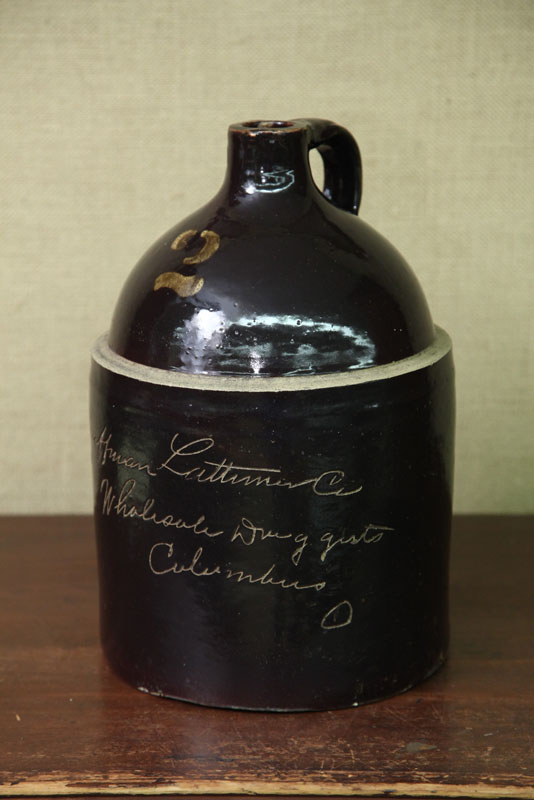 2
Lattimer Co
Wholesale Druggists
Columbus
O